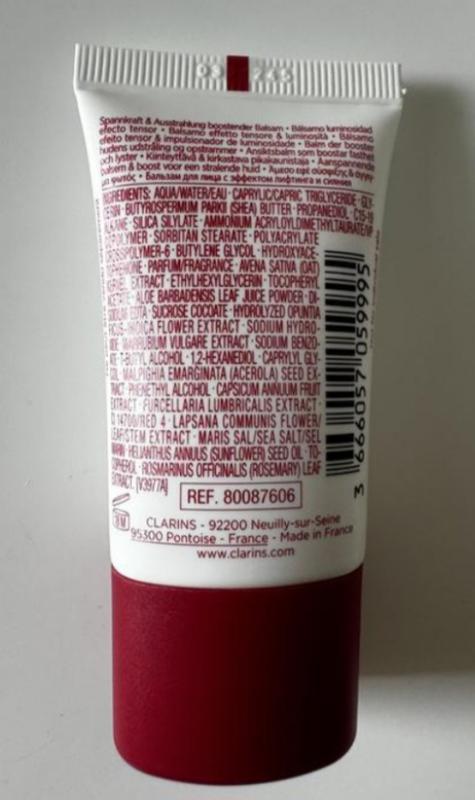 Spannkraft & Ausstrahlung boostender Balsam • Bálsamo luminosidad
efecto tensor • Balsamo effetto tensore & luminosità • Bálsamo
efeito tensor & impulsionador de luminosidade • Balm der booster
hudens udstråling og opstrammer • Ansiktsbalm som boostar fasthet
och lyster • Kiinteyttävä & kirkastava pikakaunistaja • Aanspannende
balsem & boost voor een stralende huid •
• Бальзам для лица с эффектом лифтинга и сияния
INGREDIENTS: AQUA/WATER/EAU • CAPRYLIC/CAPRIC TRIGLYCERIDE • GLY-
CERIN • BUTYROSPERMUM PARKII (SHEA) BUTTER • PROPANEDIOL • C15-19
ALKANE • SILICA SILYLATE • AMMONIUM ACRYLOYLDIMETHYLTAURATE/VP
COPOLYMER • SORBITAN STEARATE • POLYACRYLATE
CROSSPOLYMER-6 • BUTYLENE GLYCOL • HYDROXYACE-
TOPHENONE • PARFUM/FRAGRANCE • AVENA SATIVA (OAT)
KERNEL EXTRACT • ETHYLHEXYLGLYCERIN • TOCOPHERYL
ACETATE • ALOE BARBADENSIS LEAF JUICE POWDER • DI-
SODIUM EDTA • SUCROSE COCOATE • HYDROLYZED OPUNTIA
FICUS-INDICA FLOWER EXTRACT • SODIUM HYDRO-
XIDE • MARRUBIUM VULGARE EXTRACT • SODIUM BENZO-
ATE • T-BUTYL ALCOHOL • 1,2-HEXANEDIOL • CAPRYLYL GLY-
COL • MALPIGHIA EMARGINATA (ACEROLA) SEED EX-
TRACT • PHENETHYL ALCOHOL • CAPSICUM ANNUUM FRUIT
EXTRACT • FURCELLARIA LUMBRICALIS EXTRACT •
CI 14700/RED 4 • LAPSANA COMMUNIS FLOWER/
LEAF/STEM EXTRACT • MARIS SAL/SEA SALT/SEL
MARIN • HELIANTHUS ANNUUS (SUNFLOWER) SEED OIL • TO-
COPHEROL • ROSMARINUS OFFICINALIS (ROSEMARY) LEAF
EXTRACT. [V3977A]
REF. 80087606
CLARINS - 92200 Neuilly-sur-Seine
95300 Pontoise - France - Made in France
www.clarins.com
3 666057 059995